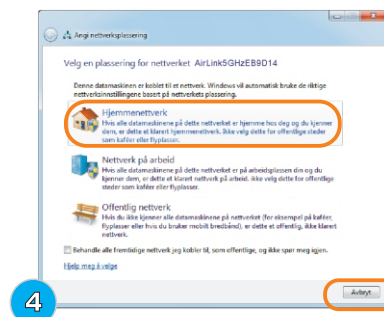 Angi nettverksplassering
Velg en plassering for nettverket AirLink5GHzEB9D14
Denne datamaskinen er koblet til et nettverk. Windows vil automatisk bruke de riktige
nettverksinnstillingene basert på nettverkets plassering.
Hjemmenettverk
Hvis alle datamaskinene på dette nettverket er hjemme hos deg og du kjenner
dem, er dette et klarert hjemmenettverk. Ikke velg dette for offentlige steder
som kaféer eller flyplasser.
Nettverk på arbeid
Hvis alle datamaskinene på dette nettverket er på arbeidsplassen din og du
kjenner dem, er dette et klarert nettverk på arbeid. Ikke velg dette for offentlige
steder som kaféer eller flyplasser.
Offentlig nettverk
Hvis du ikke kjenner alle datamaskinene på nettverket (for eksempel på kaféer,
flyplasser eller hvis du bruker mobilt bredbånd), er dette et offentlig, ikke klarert
nettverk.
Behandle alle fremtidige nettverk jeg kobler til, som offentlige, og ikke spør meg igjen.
Hjelp meg å velge
Avbryt
4